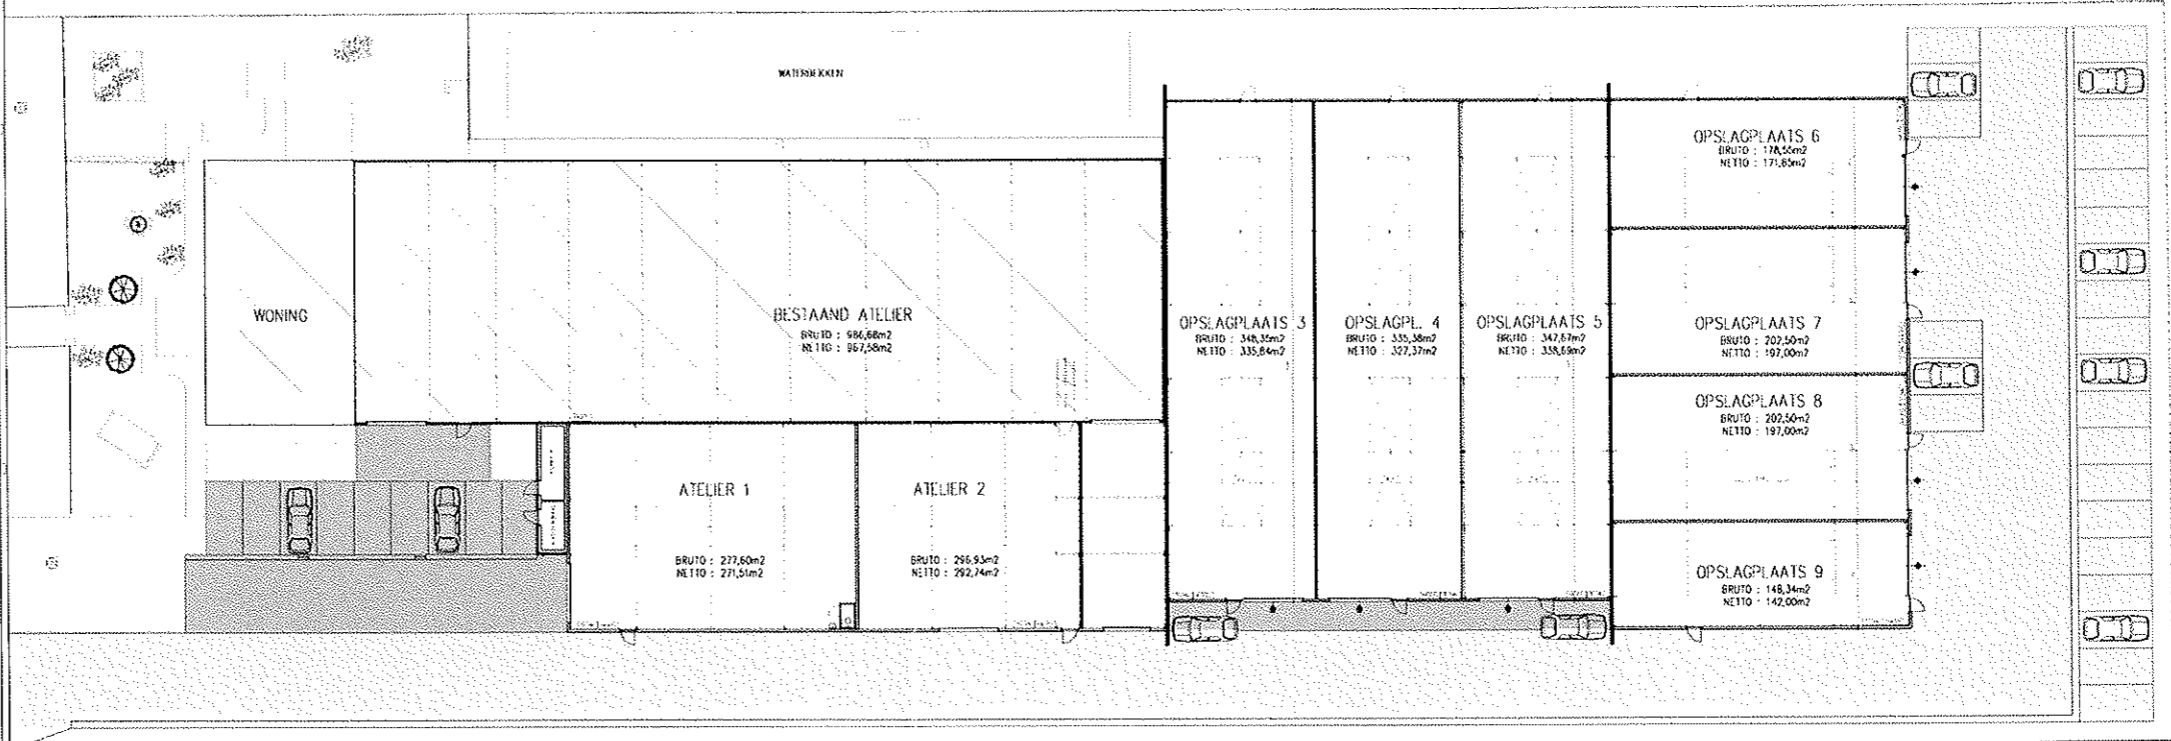 WATERBEKKEN
OPSLAGPLAATS 6
BRUTO : 178,55m2
NETTO : 171,85m2
WONING
BESTAAND ATELIER
BRUTO : 986,68m2
NETTO : 967,58m2
OPSLAGPLAATS 3
BRUTO : 348,35m2
NETTO : 335,84m2
OPSLAGPL. 4
BRUTO : 335,38m2
NETTO : 327,37m2
OPSLAGPLAATS 5
BRUTO : 347,67m2
NETTO : 338,69m2
OPSLAGPLAATS 7
BRUTO : 202,50m2
NETTO : 197,00m2
OPSLAGPLAATS 8
BRUTO : 202,50m2
NETTO : 197,00m2
ATELIER 1
BRUTO : 277,60m2
NETTO : 271,51m2
ATELIER 2
BRUTO : 296,93m2
NETTO : 292,74m2
OPSLAGPLAATS 9
BRUTO : 148,34m2
NETTO : 142,00m2